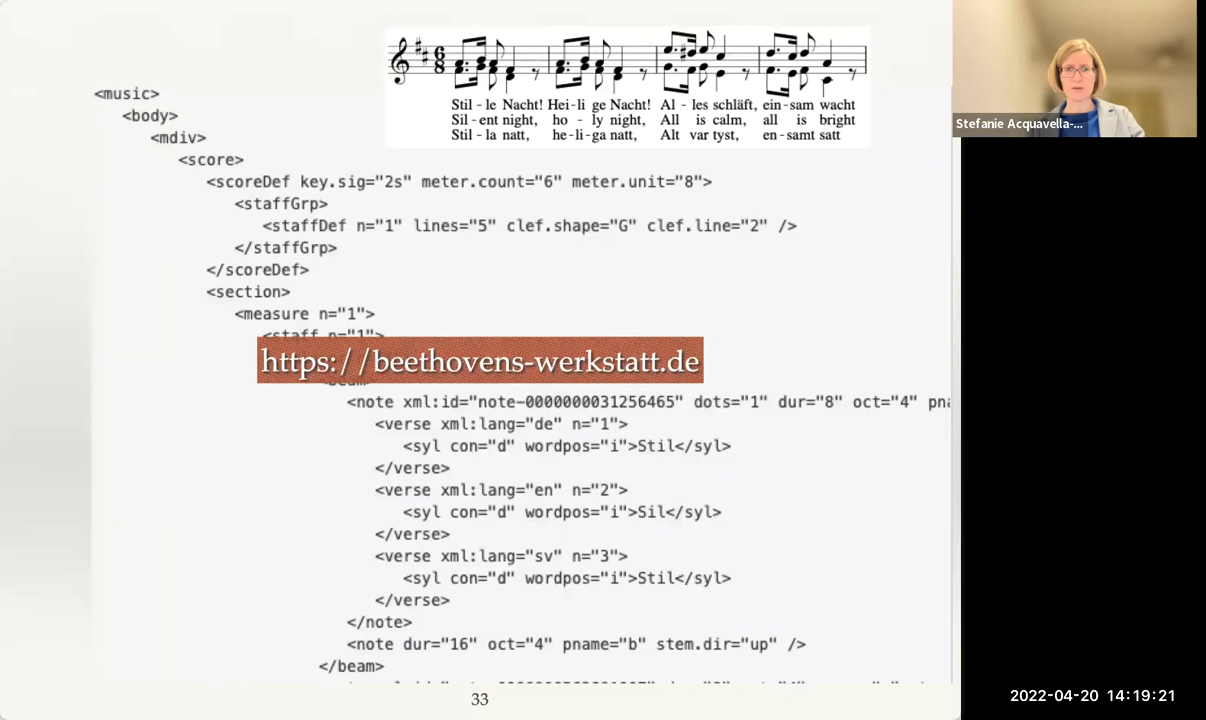 Stil - le Nacht! Hei - li ge Nacht! Al - les schläft, ein - sam wacht
Sil - ent night, ho - ly night, All is calm, all is bright
Stil - la natt, he - li - ga natt, Alt var tyst, en - samt satt
Stefanie Acquavella-...
<music>
<body>
<mdiv>
<score>
<scoreDef key.sig="2s" meter.count="6" meter.unit="8">
<staffGrp>
<staffDef n="1" lines="5" clef.shape="G" clef.line="2" />
</staffGrp>
</scoreDef>
<section>
<measure n="1">
<staff n="1">
https://beethovens-werkstatt.de
<note xml:id="note-0000000031256465" dots="1" dur="8" oct="4" pna
<verse xml:lang="de" n="1">
<syl con="d" wordpos="i">Stil</syl>
</verse>
<verse xml:lang="en" n="2">
<syl con="d" wordpos="i">Sil</syl>
</verse>
<verse xml:lang="sv" n="3">
<syl con="d" wordpos="i">Stil</syl>
</verse>
</note>
<note dur="16" oct="4" pname="b" stem.dir="up" />
</beam>
33
2022-04-20 14:19:21